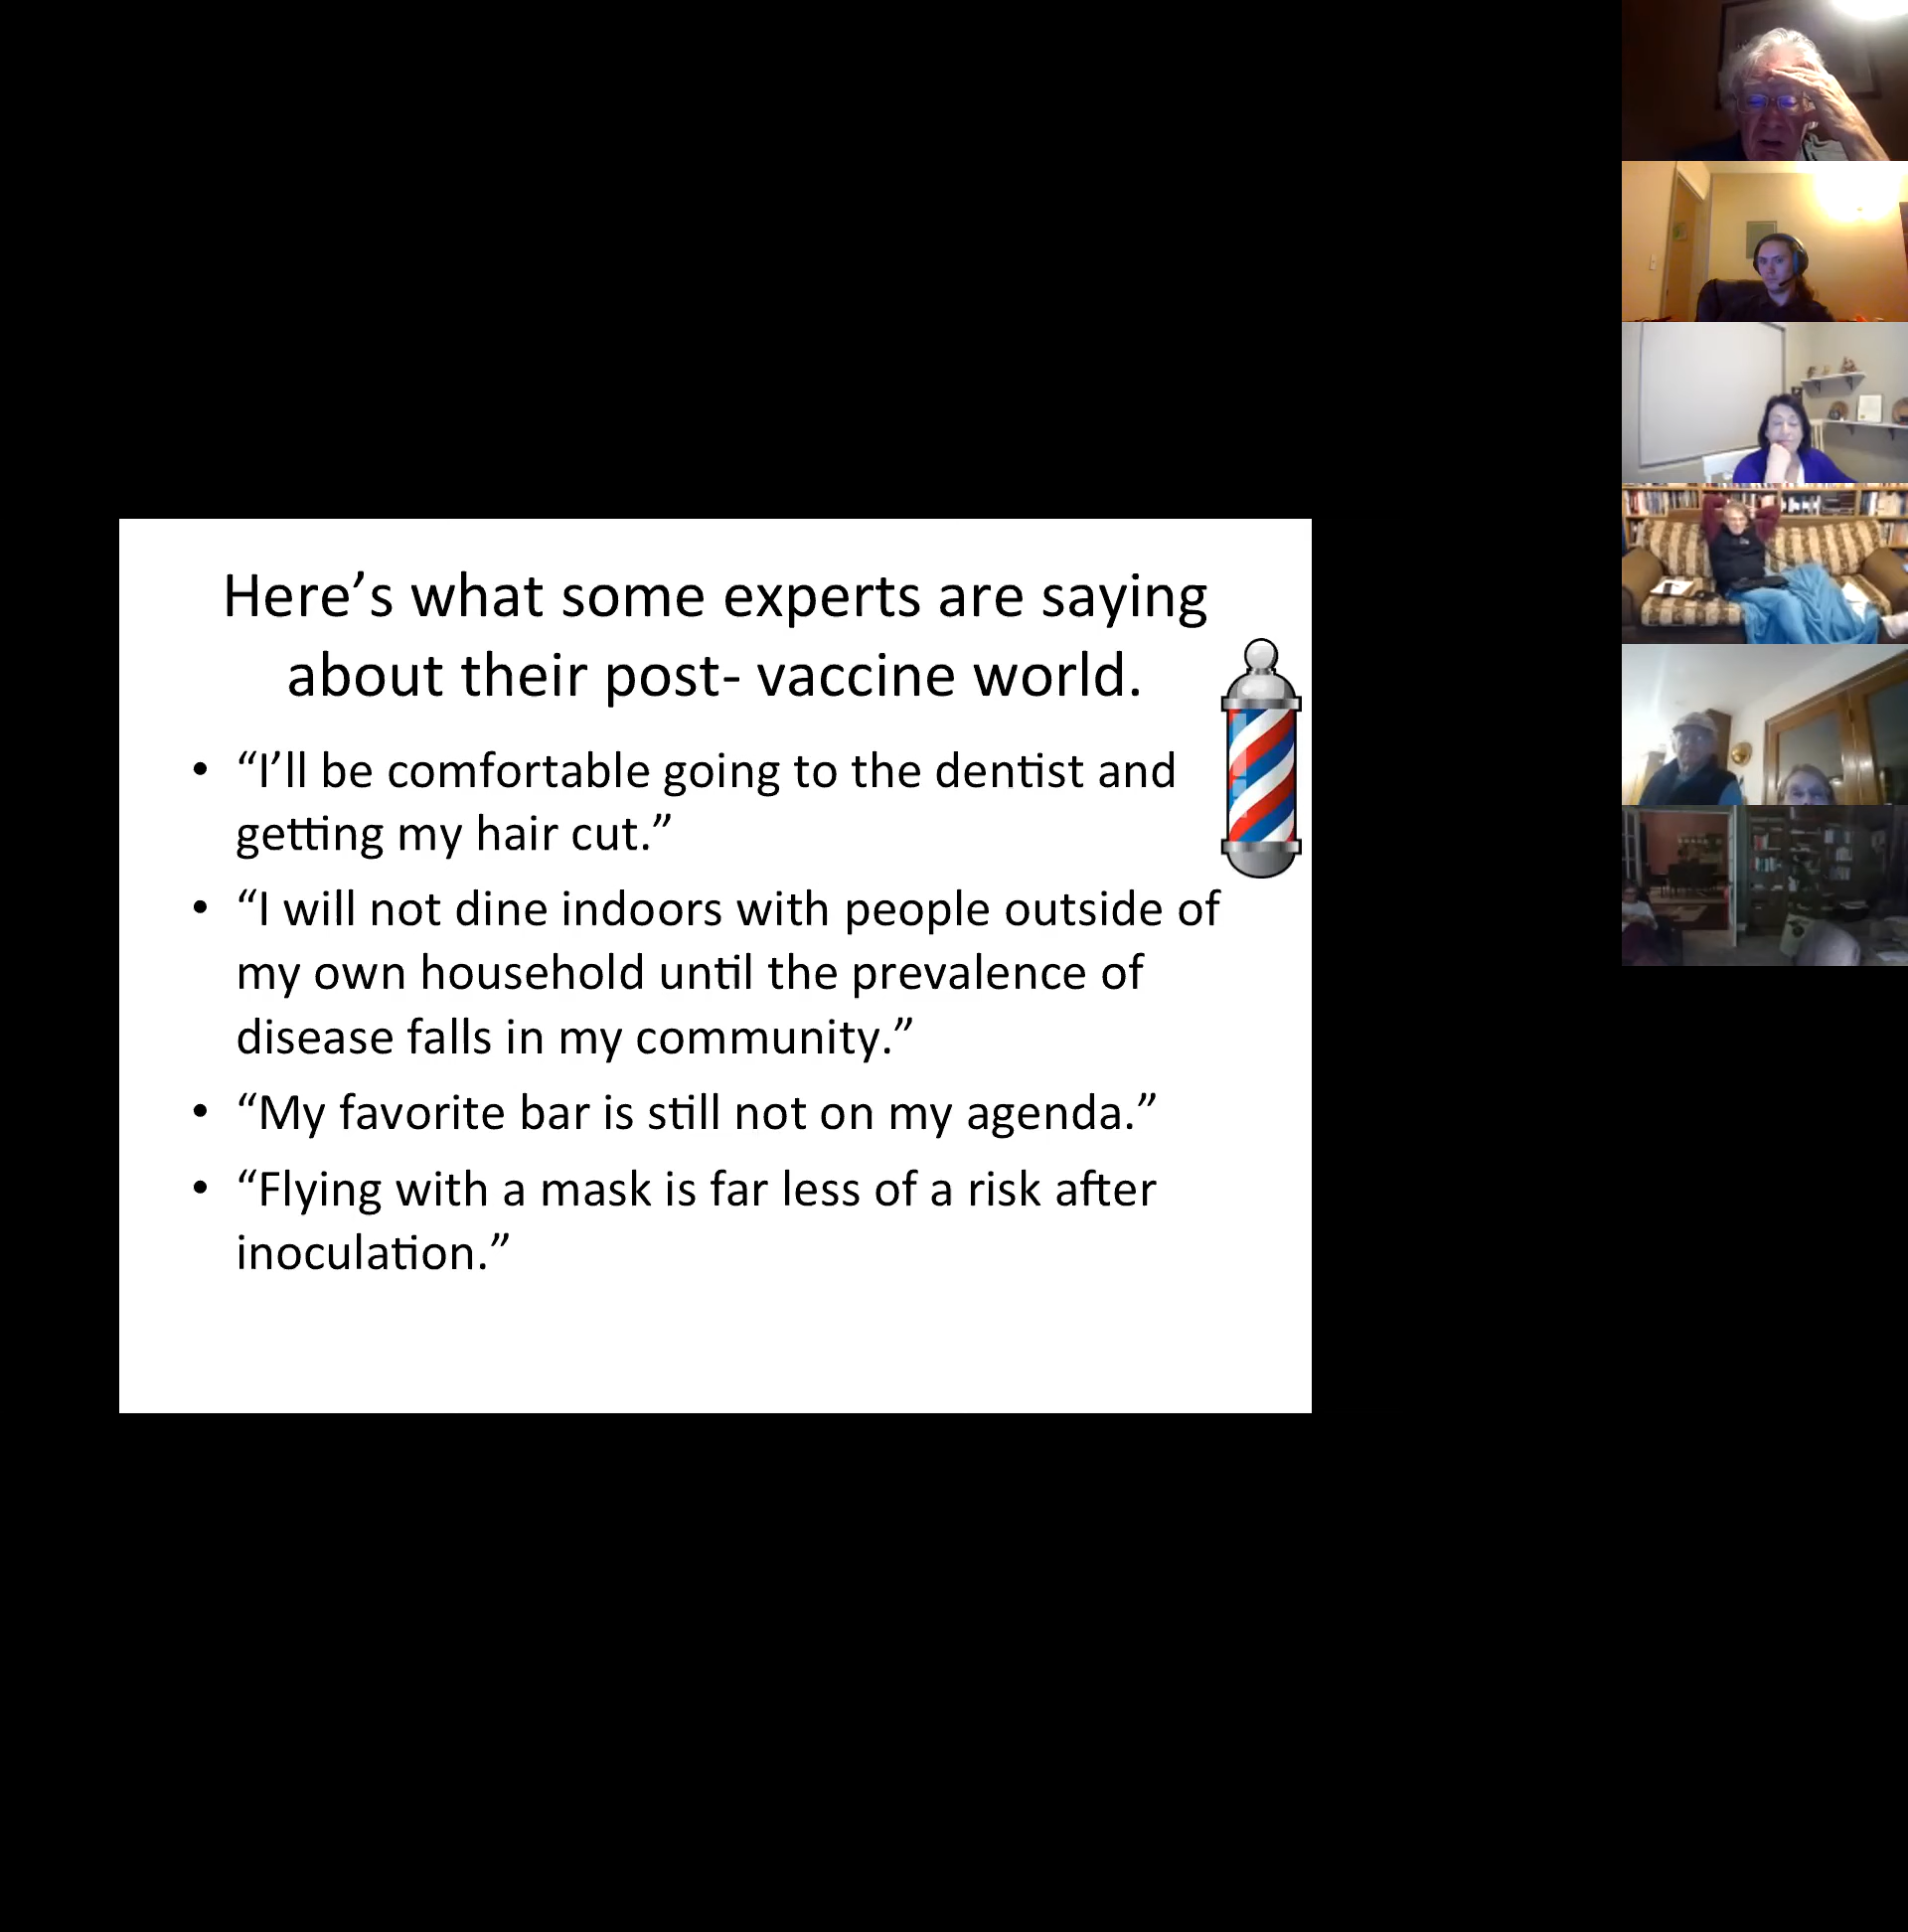 Here’s what some experts are saying
about their post- vaccine world.
• “I’ll be comfortable going to the dentist and
getting my hair cut.”
• “I will not dine indoors with people outside of
my own household until the prevalence of
disease falls in my community.”
• “My favorite bar is still not on my agenda.”
• “Flying with a mask is far less of a risk after
inoculation.”